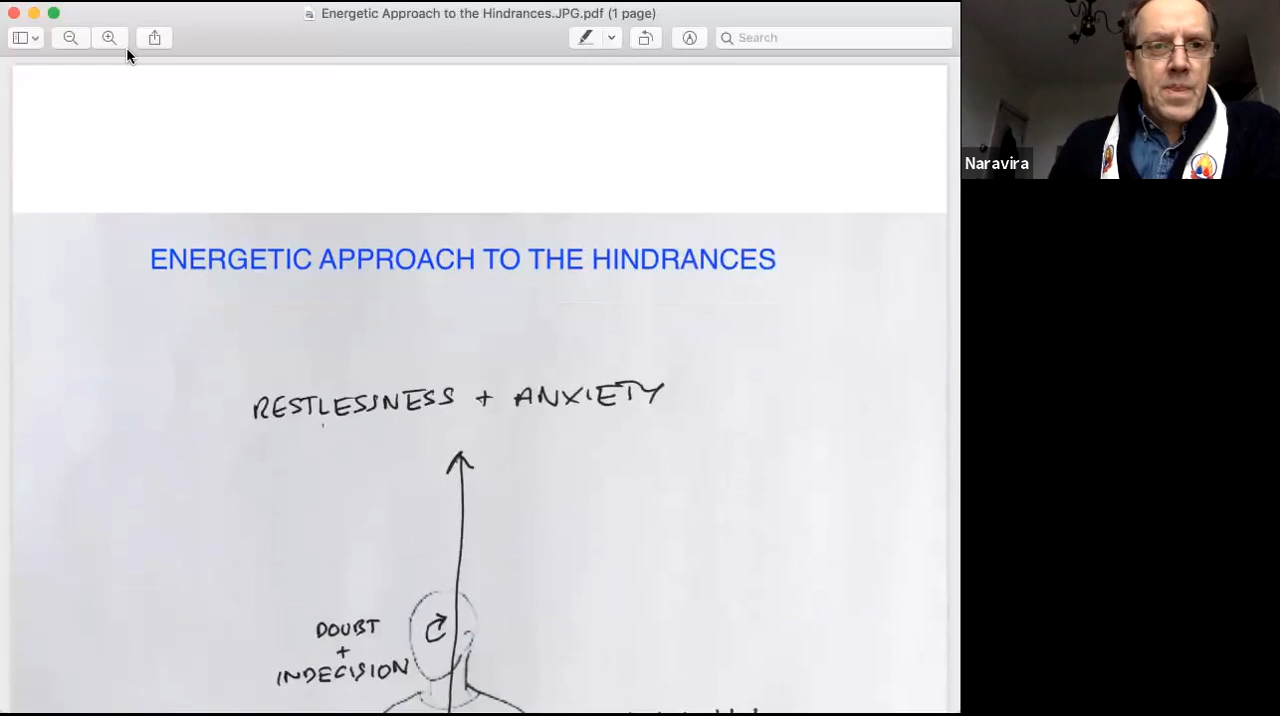 Energetic Approach to the Hindrances.JPG.pdf (1 page)
Search
Naravira
ENERGETIC APPROACH TO THE HINDRANCES
RESTLESSNESS + ANXIETY
DOUBT
+
INDECISION